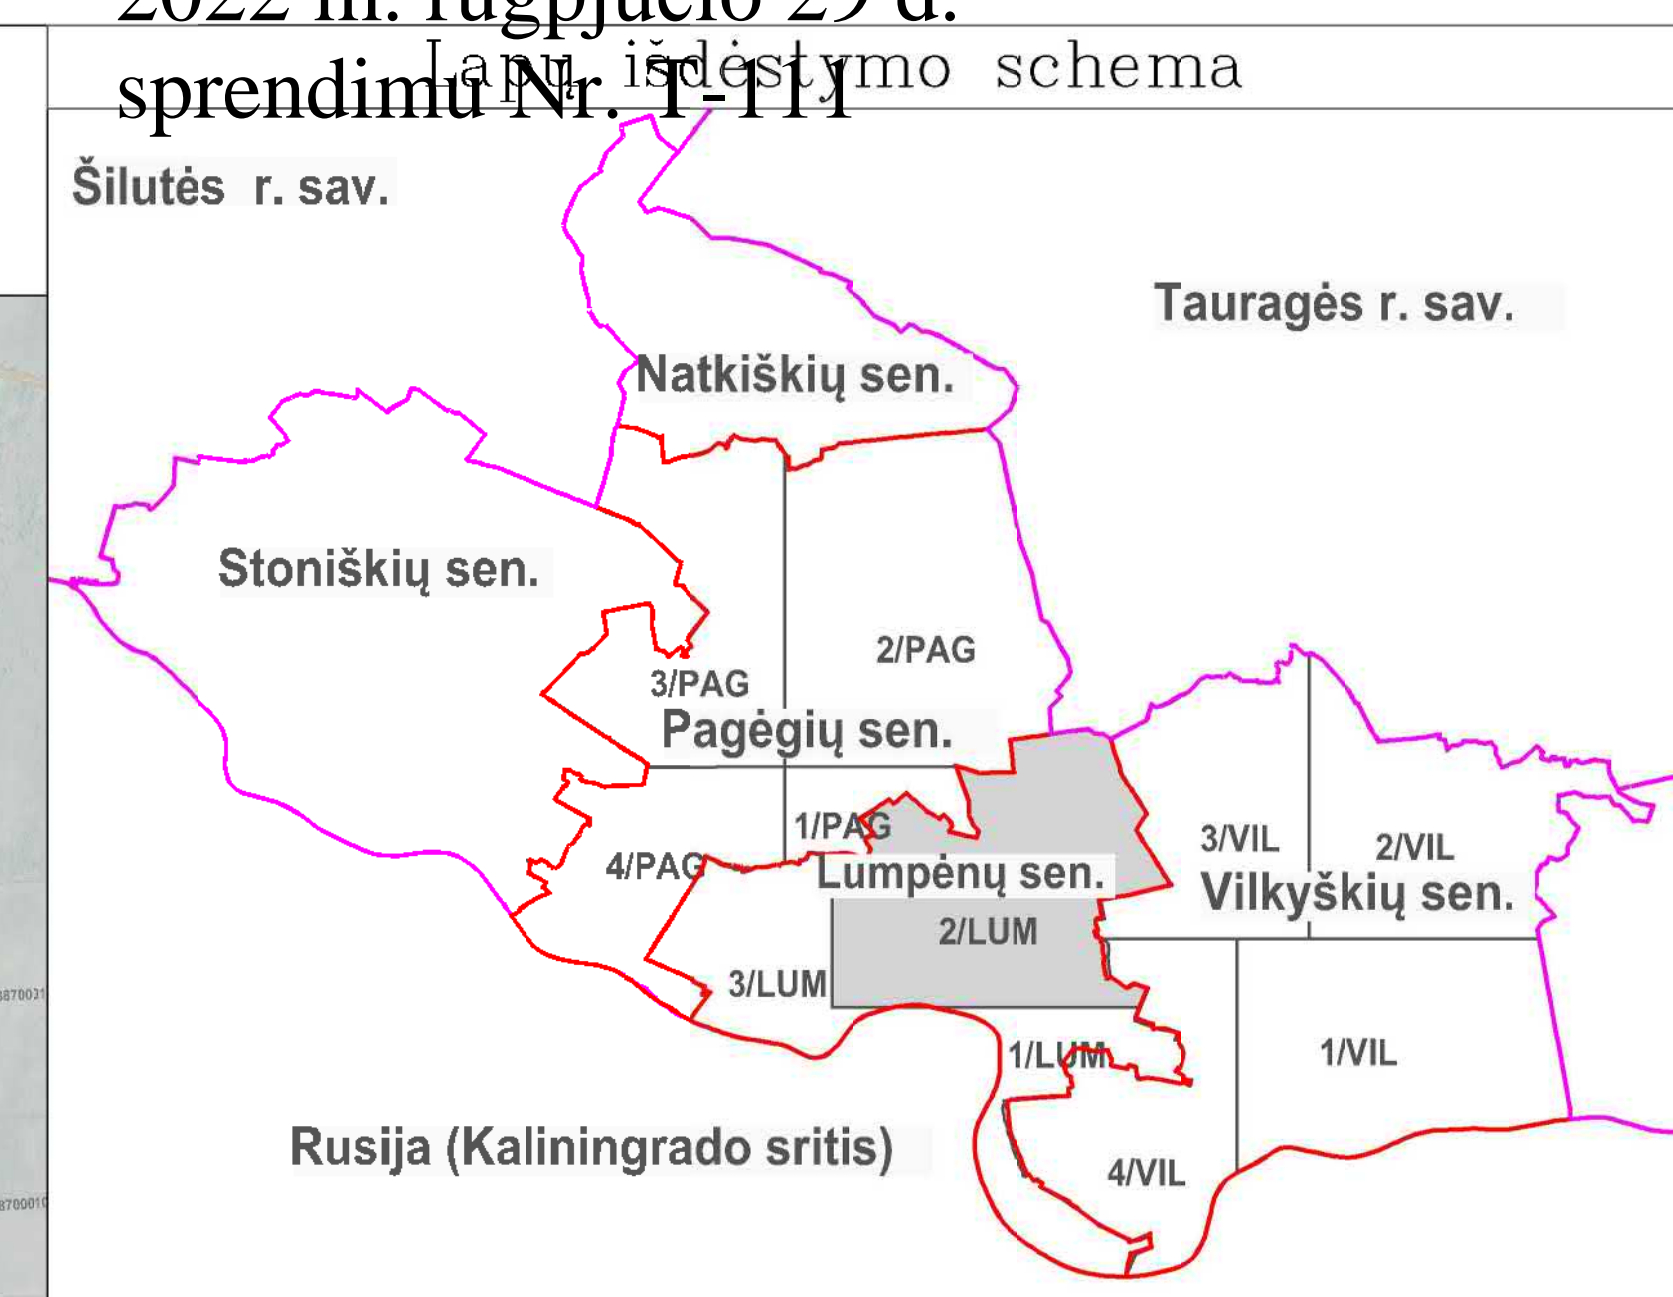 2022 m. rugpjūčio 29 d.
sprendimu Nr. T-111
Lapų išdėstymo schema
Šilutės r. sav.
Tauragės r. sav.
Natkiškių sen.
Stoniškių sen.
2/PAG
3/PAG
Pagėgių sen.
1/PAG
3/VIL
2/VIL
4/PAG
Lumpėnų sen.
Vilkyškių sen.
2/LUM
3/LUM
1/LUM
1/VIL
Rusija (Kaliningrado sritis)
4/VIL